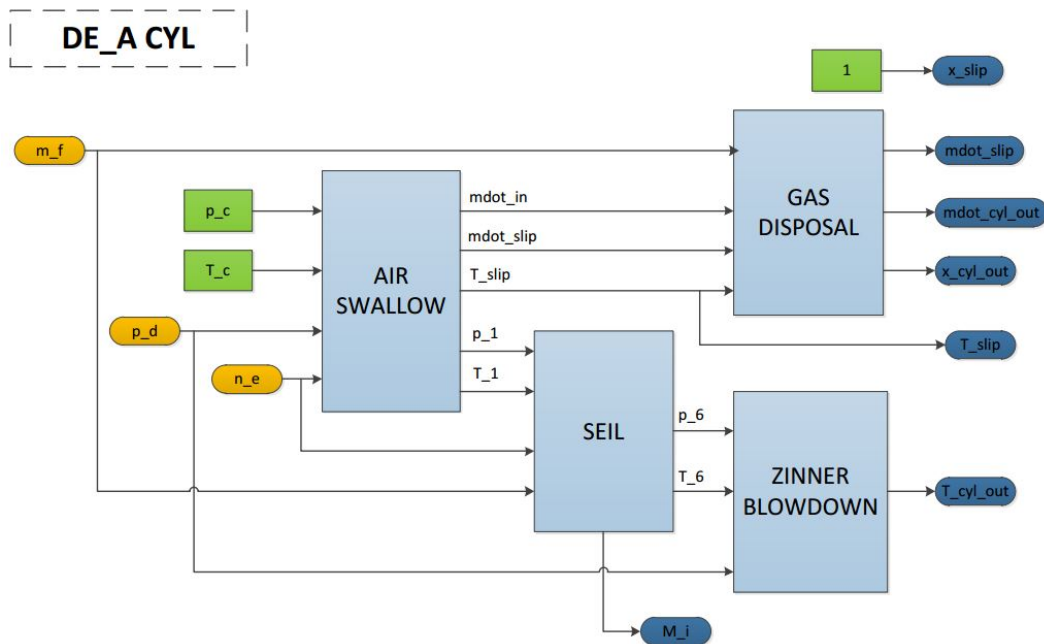 DE_A CYL
1
x_slip
m_f
mdot_slip
p_c
mdot_in
GAS
DISPOSAL
mdot_cyl_out
mdot_slip
T_c
AIR
SWALLOW
T_slip
x_cyl_out
p_d
p_1
T_slip
n_e
T_1
SEIL
p_6
T_6
ZINNER
BLOWDOWN
T_cyl_out
M_i